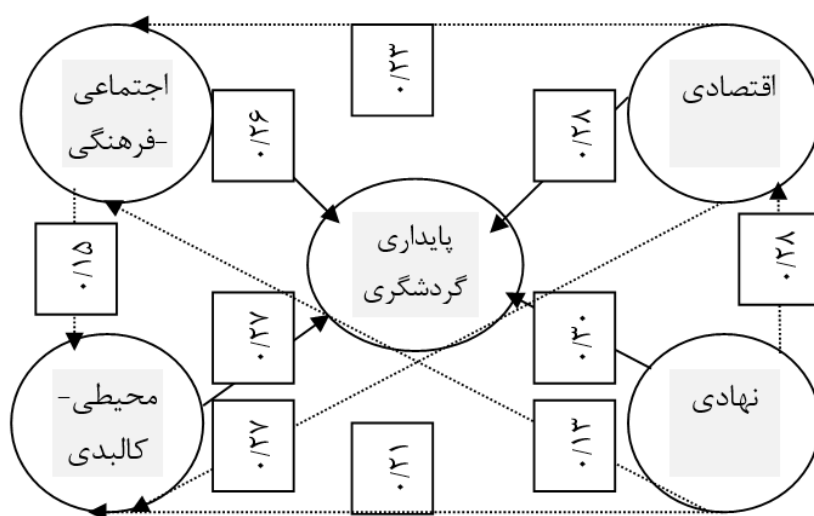 ۰/۲۳
اقتصادی
اجتماعی
-فرهنگی
۰/۲۸
۰/۲۶
پایداری
گردشگری
۰/۲۸
۰/۱۵
۰/۳۰
۰/۲۷
نهادی
محیطی-
کالبدی
۰/۱۳
۰/۲۷
۰/۲۱